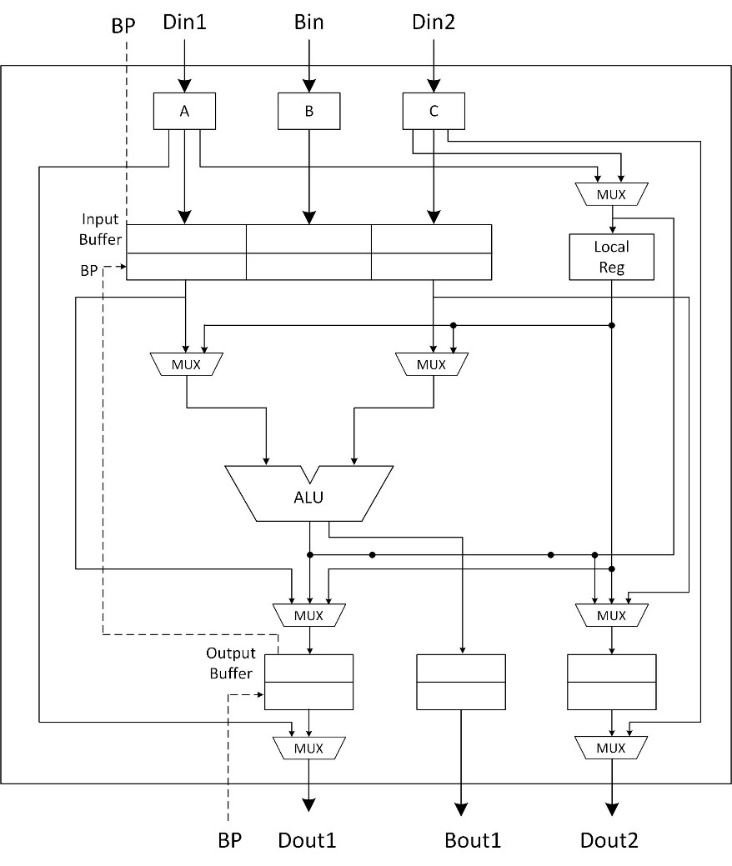 BP Din1 Bin Din2
A B C
MUX
Input
Buffer
Local
Reg
BP
MUX MUX
ALU
MUX MUX
Output
Buffer
MUX MUX
BP Dout1 Bout1 Dout2